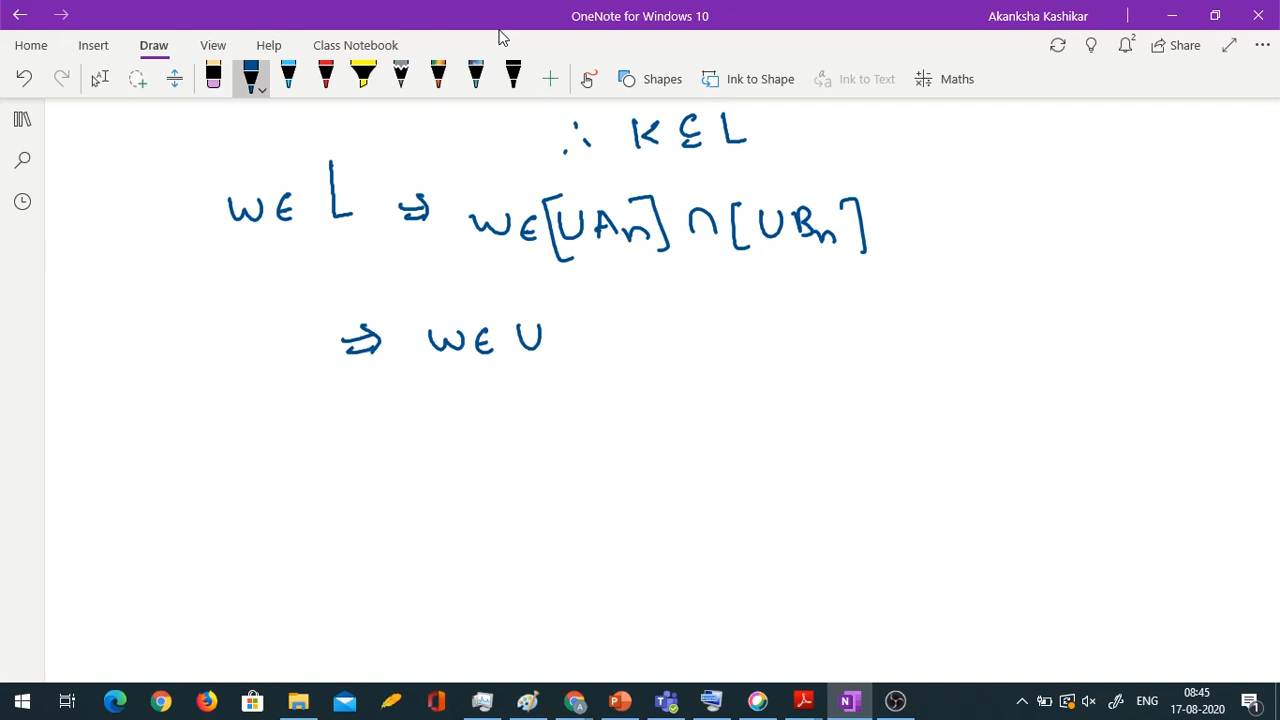 OneNote for Windows 10
Akanksha Kashikar
Home Insert Draw View Help Class Notebook
Share
Shapes Ink to Shape Ink to Text Maths
∴ K ⊆ L
w ∈ L ⇒ w ∈ [∪ An] ∩ [∪ Bn]
⇒ w ∈ ∪
ENG
08:45
17-08-2020